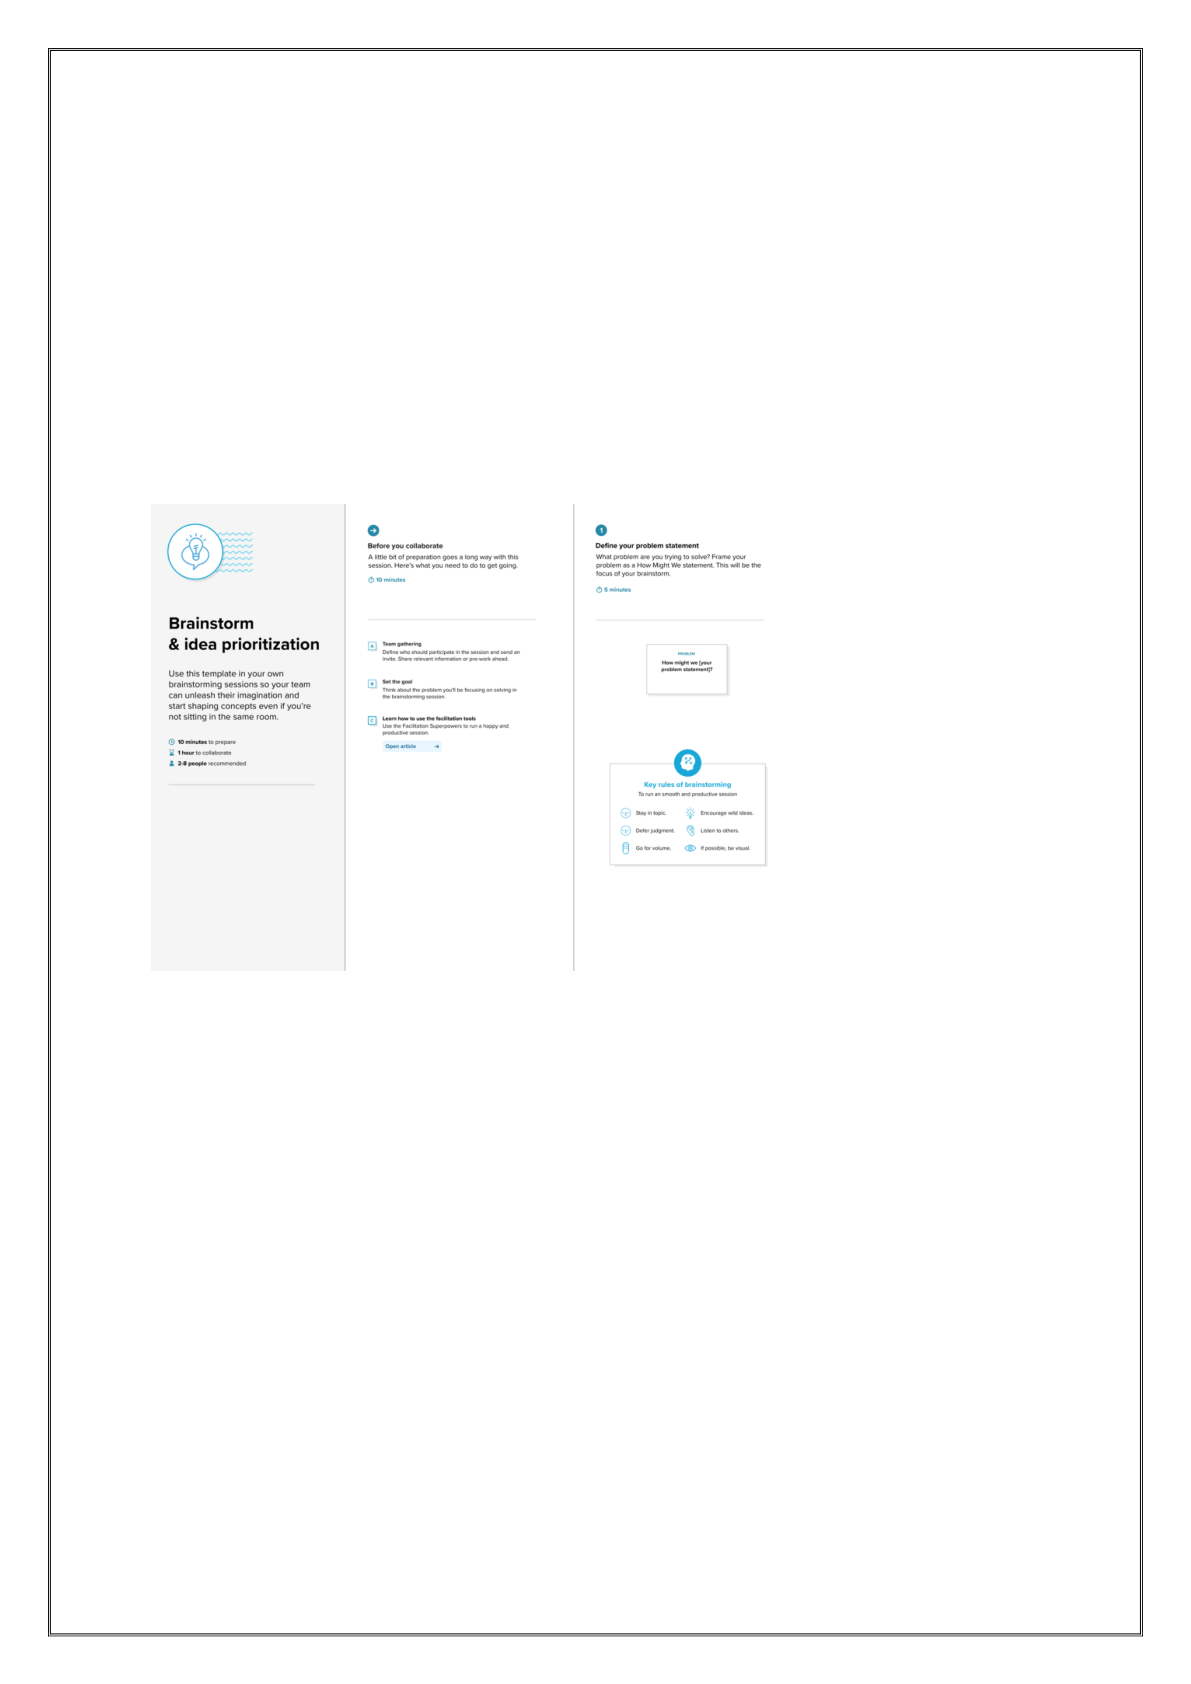 Brainstorm
& idea prioritization
Use this template in your own
brainstorming sessions so your team
can unleash their imagination and
start shaping concepts even if you're
not sitting in the same room.
10 minutes to prepare
1 hour to collaborate
2-8 people recommended
Before you collaborate
A little bit of preparation goes a long way with this
session. Here's what you need to do to get going.
10 minutes
A
Team gathering
Define who should participate in the session and send an
invite. Share relevant information or pre-work ahead.
B
Set the goal
Think about the problem you'll be focusing on solving in
the brainstorming session.
C
Learn how to use the facilitation tools
Use the Facilitation Superpowers to run a happy and
productive session.
Open article
1
Define your problem statement
What problem are you trying to solve? Frame your
problem as a How Might We statement. This will be the
focus of your brainstorm.
5 minutes
PROBLEM
How might we [your
problem statement]?
Key rules of brainstorming
To run an smooth and productive session
Stay in topic.
Encourage wild ideas.
Defer judgment.
Listen to others.
Go for volume.
If possible, be visual.